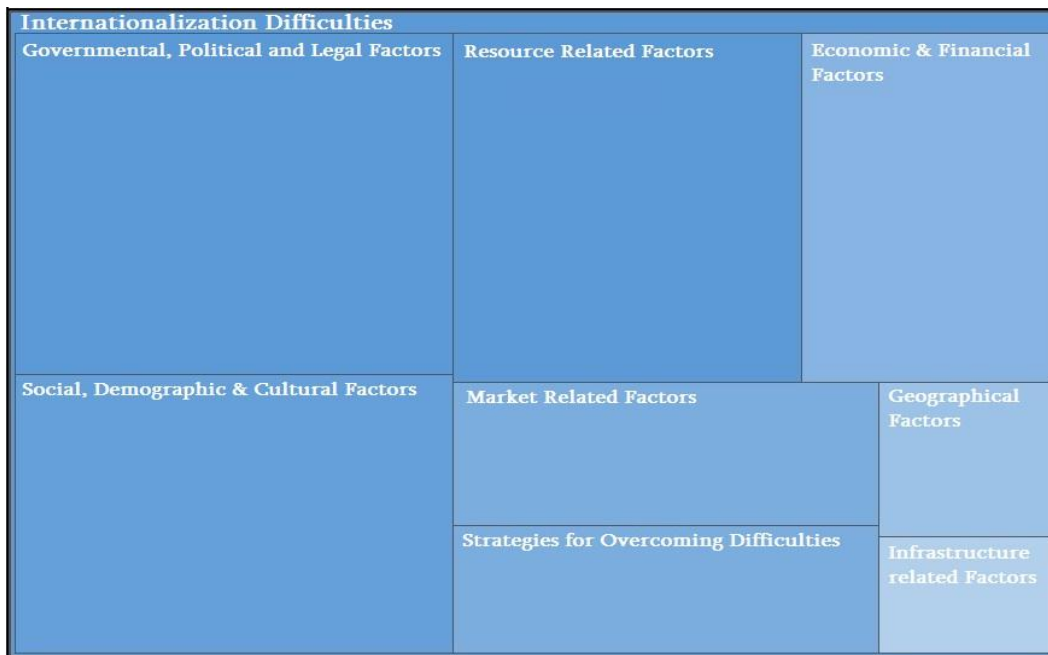 Internationalization Difficulties
Governmental, Political and Legal Factors
Resource Related Factors
Economic & Financial
Factors
Social, Demographic & Cultural Factors
Market Related Factors
Geographical
Factors
Strategies for Overcoming Difficulties
Infrastructure
related Factors